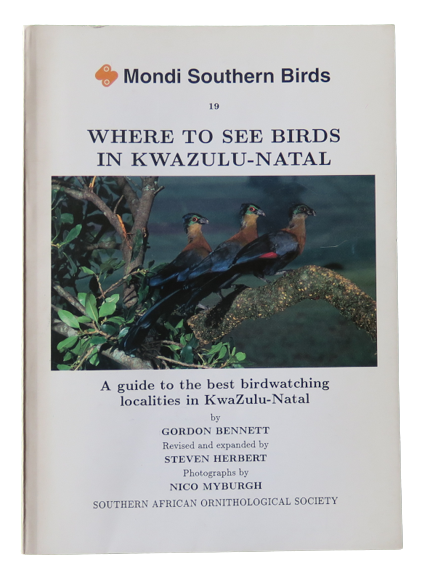 Mondi Southern Birds
19
WHERE TO SEE BIRDS
IN KWAZULU-NATAL
A guide to the best birdwatching
localities in KwaZulu-Natal
by
GORDON BENNETT
Revised and expanded by
STEVEN HERBERT
Photographs by
NICO MYBURGH
SOUTHERN AFRICAN ORNITHOLOGICAL SOCIETY